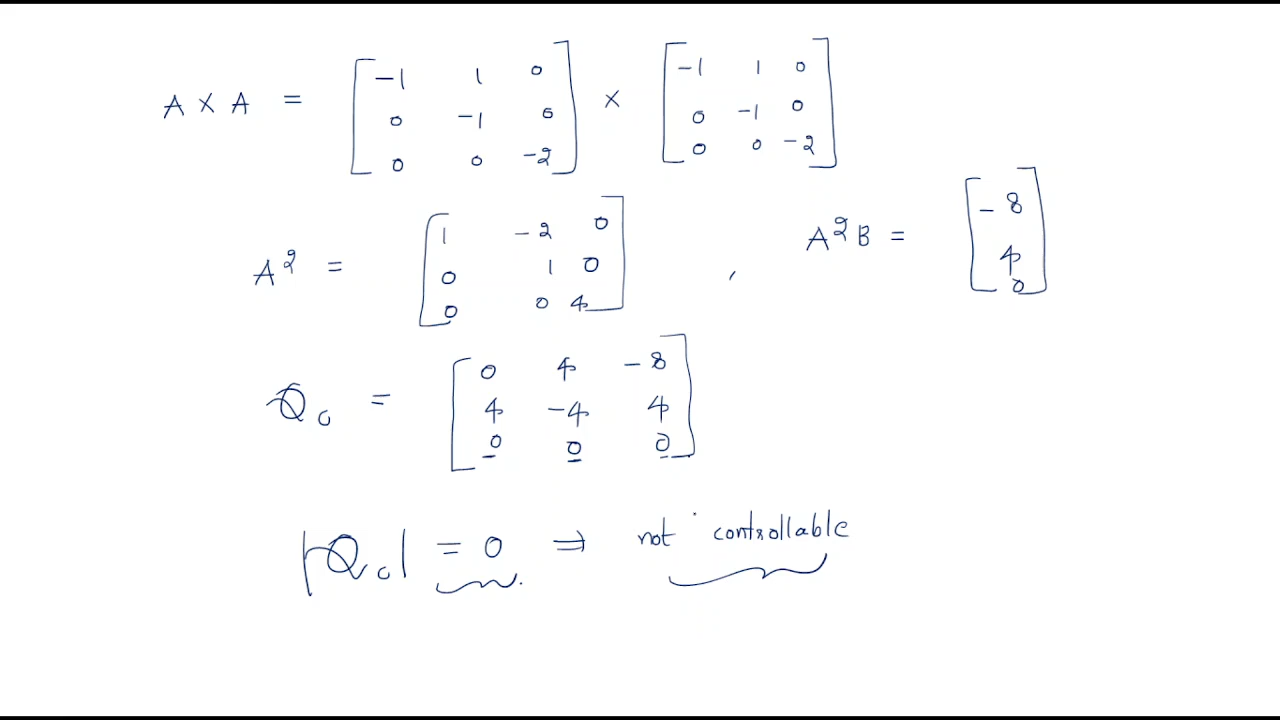 A × A = [ -1 1 0 ; 0 -1 0 ; 0 0 -2 ] × [ -1 1 0 ; 0 -1 0 ; 0 0 -2 ]
A² = [ 1 -2 0 ; 0 1 0 ; 0 0 4 ] , A²B = [ -8 ; 4 ; 0 ]
Qc = [ 0 4 -8 ; 4 -4 4 ; 0 0 0 ]
|Qc| = 0 ⇒ not controllable